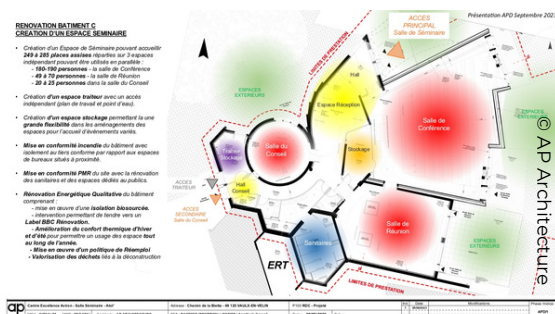 RENOVATION BATIMENT C
CREATION D'UN ESPACE SEMINAIRE
Présentation APD Septembre 202
• Création d'un Espace de Séminaire pouvant accueillir
249 à 285 places assises réparties sur 3 espaces
indépendant pouvant être utilisés en parallèle :
- 180-190 personnes - la salle de Conférence
- 49 à 70 personnes - la salle de Réunion
- 20 à 25 personnes dans la salle du Conseil
• Création d'un espace traiteur avec un accès
indépendant (plan de travail et point d'eau).
• Création d'un espace stockage permettant la une
grande flexibilité dans les aménagements des
espaces pour l'accueil d'évènements variés.
• Mise en conformité incendie du bâtiment avec
isolement au tiers conforme par rapport aux espaces
de bureaux situés à proximité.
• Mise en conformité PMR du site avec la rénovation
des sanitaires et des espaces dédiés au publics.
• Rénovation Energétique Qualitative du bâtiment
comprenant :
- mise en œuvre d'une isolation biosourcée.
- intervention permettant de tendre vers un
Label BBC Rénovation.
- Amélioration du confort thermique d'hiver
et d'été pour permettre un usage des espace tout
au long de l'année.
- Mise en œuvre d'un politique de Réemploi
- Valorisation des déchets liés à la déconstruction
ACCES
PRINCIPAL
Salle de Séminaire
LIMITES DE PRESTATION
Hall
ESPACES
EXTERIEURS
Espace Réception
Salle de
Conférence
Stockage
Salle du
Conseil
Traiteur
Stockage
Hall
Conseil
ACCES
TRAITEUR
ACCES
SECONDAIRE
Salle du Conseil
Salle de
Réunion
Sanitaires
ESPACES
EXTERIEURS
ERT
LIMITES DE PRESTATION
© AP Architecture
ap